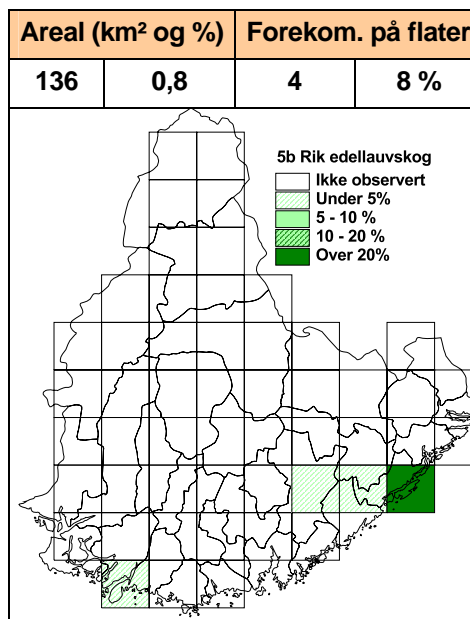 Areal (km² og %) Forekom. på flater
136 0,8 4 8 %
5b Rik edellauvskog
Ikke observert
Under 5%
5 - 10 %
10 - 20 %
Over 20%